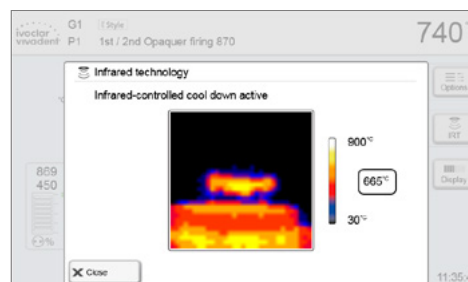 ivoclar
vivadent
G1 IStyle
P1 1st / 2nd Opaquer firing 870
740°
Infrared technology
Infrared-controlled cool down active
900°C
665°C
30°C
Options
IRT
Display
869
450
Close
11:35